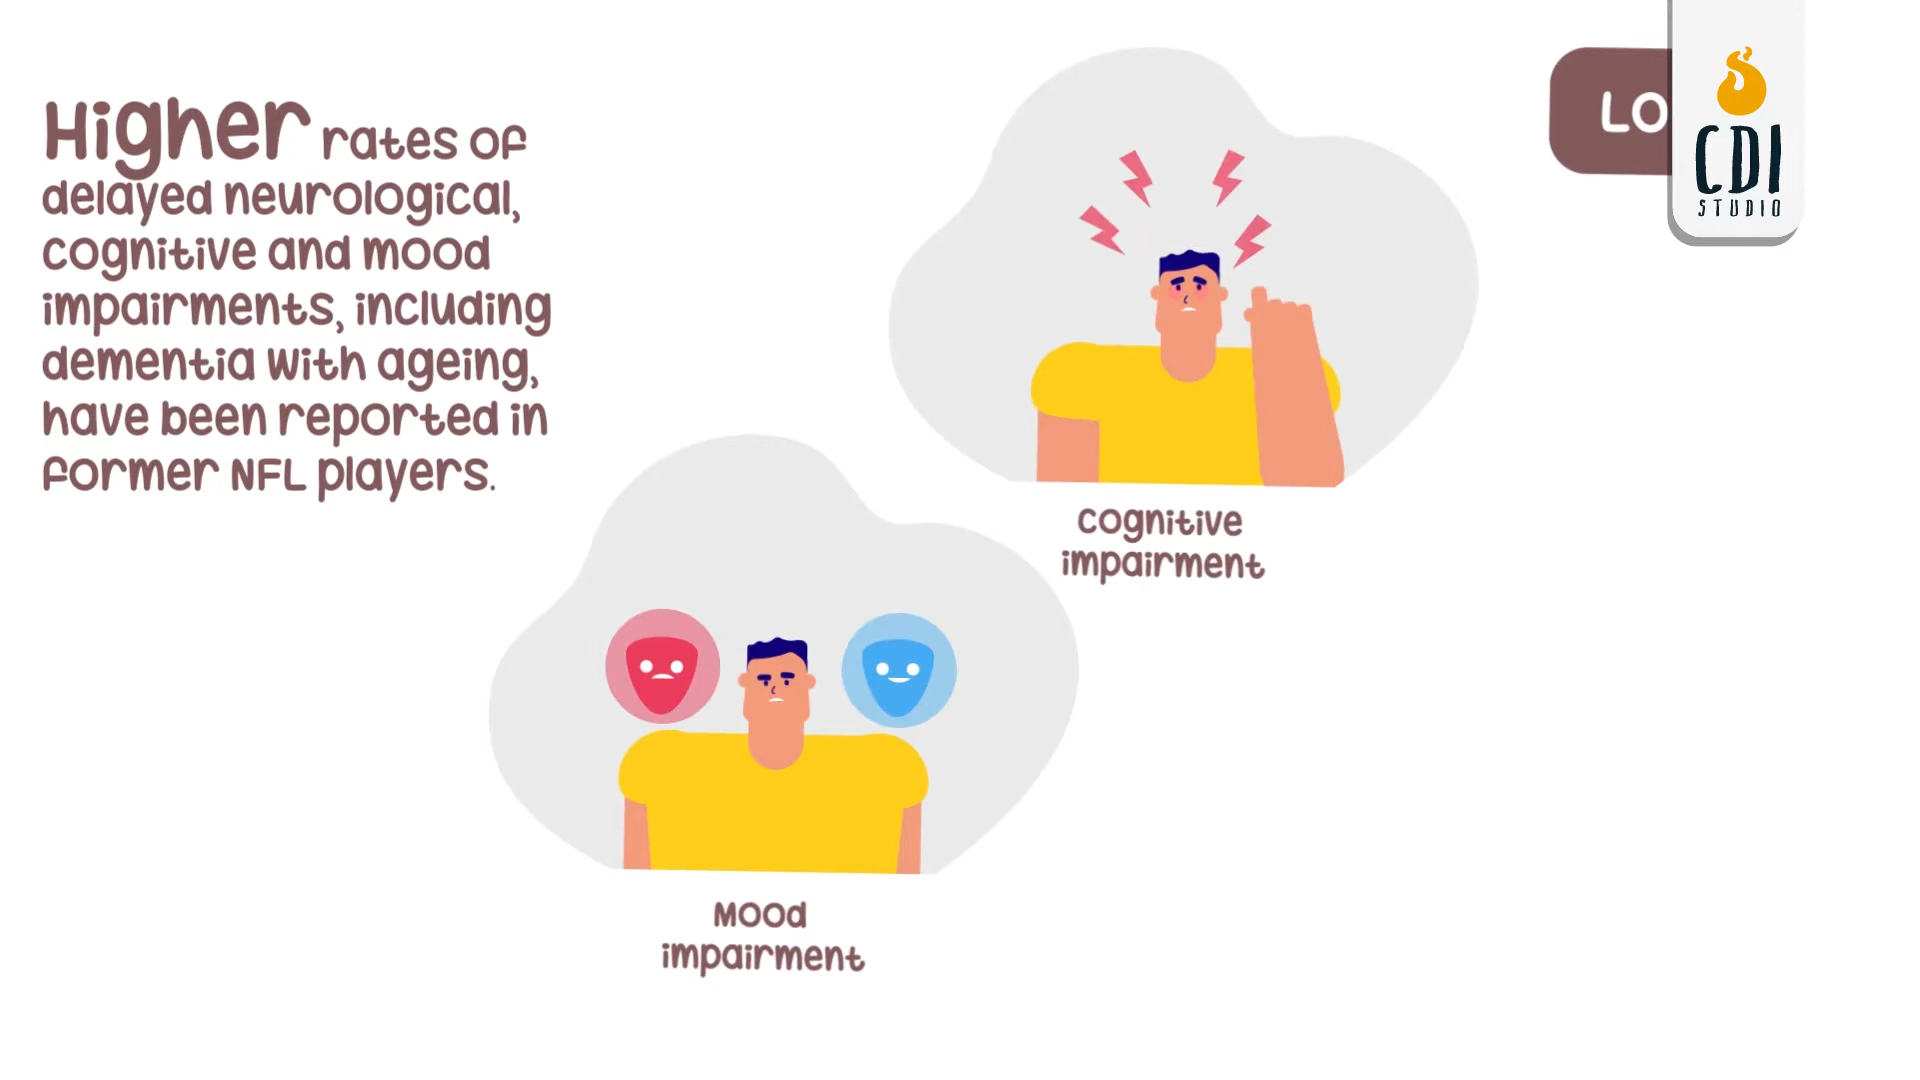 Higher rates of
delayed neurological,
cognitive and mood
impairments, including
dementia with ageing,
have been reported in
former NFL players.
LO
CDI
STUDIO
cognitive
impairment
Mood
impairment